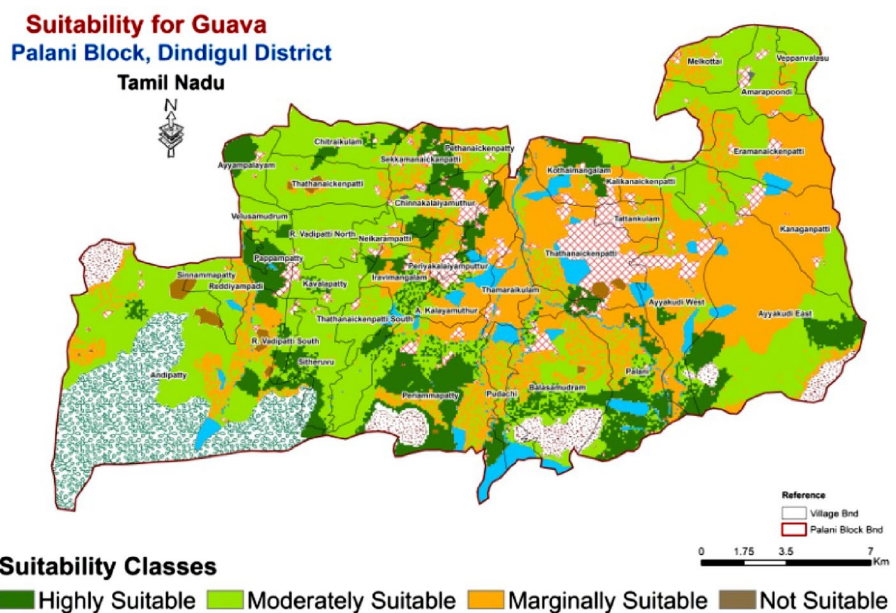 Suitability for Guava
Palani Block, Dindigul District
Tamil Nadu
N
Melkottai
Veppanvalasu
Amarapoondi
Chitraikulam
Pethanaickenpatty
Sekkamanaickenpatti
Eramanaickenpatti
Ayyampalayam
Kothaimangalam
Thathanaickenpatti
Kalikanaickenpatti
Chinnakalaiyamuthur
Velusamudrum
Tattankulam
R. Vadipatti North
Neikarampatti
Kanaganpatti
Pappampatty
Thathanaickenpatti
Periyakalaiyamputtur
Sinnammapatty
Iravimangalam
Reddiyampadi
Kavalapatty
Thamaraikulam
Ayyakudi West
A. Kalayamuthur
Ayyakudi East
Thathanaickenpatti South
R. Vadipatti South
Sitheruvu
Andipatty
Palani
Balasamudram
Periammapatty
Pudachi
Reference
Village Bnd
Palani Block Bnd
0 1.75 3.5 7
Km
Suitability Classes
Highly Suitable Moderately Suitable Marginally Suitable Not Suitable